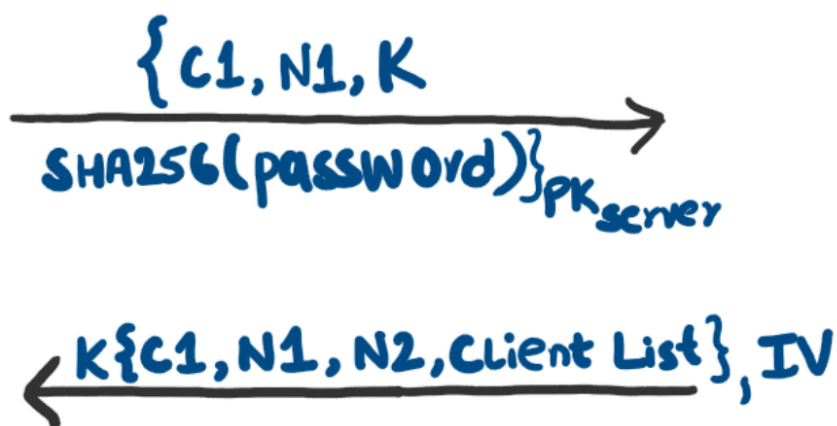 {C1, N1, K
SHA256(password)}PKserver
K{C1, N1, N2, Client List}, IV